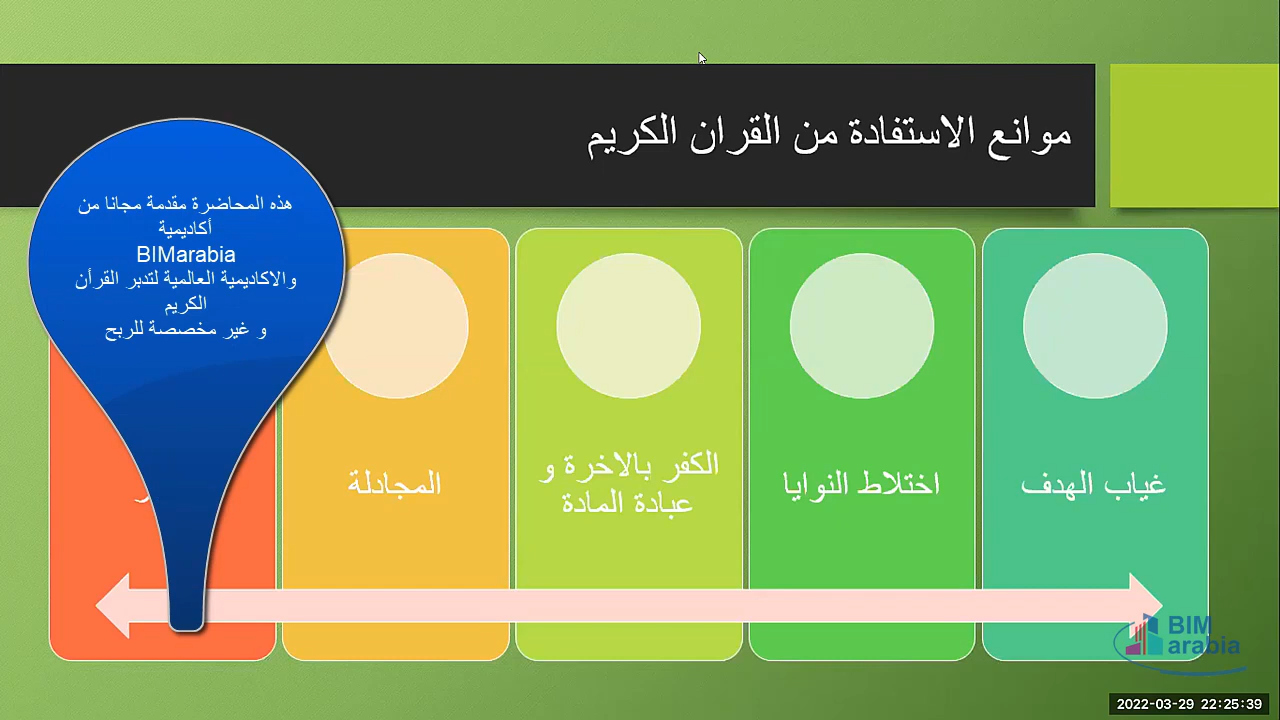 موانع الاستفادة من القران الكريم
هذه المحاضرة مقدمة مجانا من
أكاديمية
BIMarabia
والاكاديمية العالمية لتدبر القرأن
الكريم
و غير مخصصة للربح
غياب الهدف
اختلاط النوايا
الكفر بالاخرة و
عبادة المادة
المجادلة
BIM
arabia
2022-03-29 22:25:39